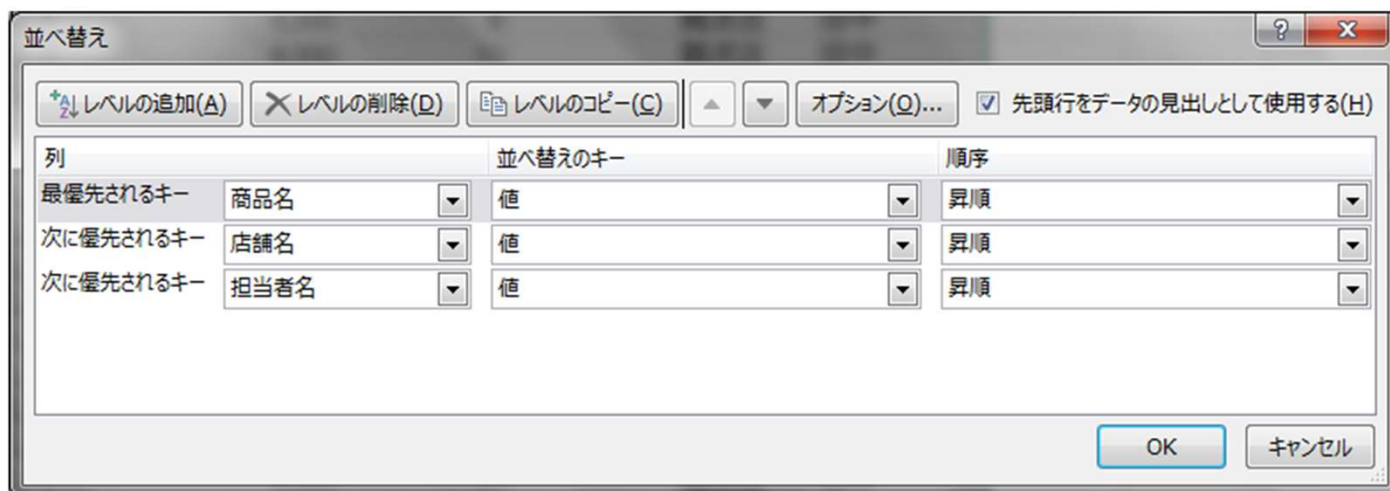 並べ替え
レベルの追加(A) レベルの削除(D) レベルのコピー(C) オプション(O)... 先頭行をデータの見出しとして使用する(H)
列 並べ替えのキー 順序
最優先されるキー 商品名 値 昇順
次に優先されるキー 店舗名 値 昇順
次に優先されるキー 担当者名 値 昇順
OK キャンセル